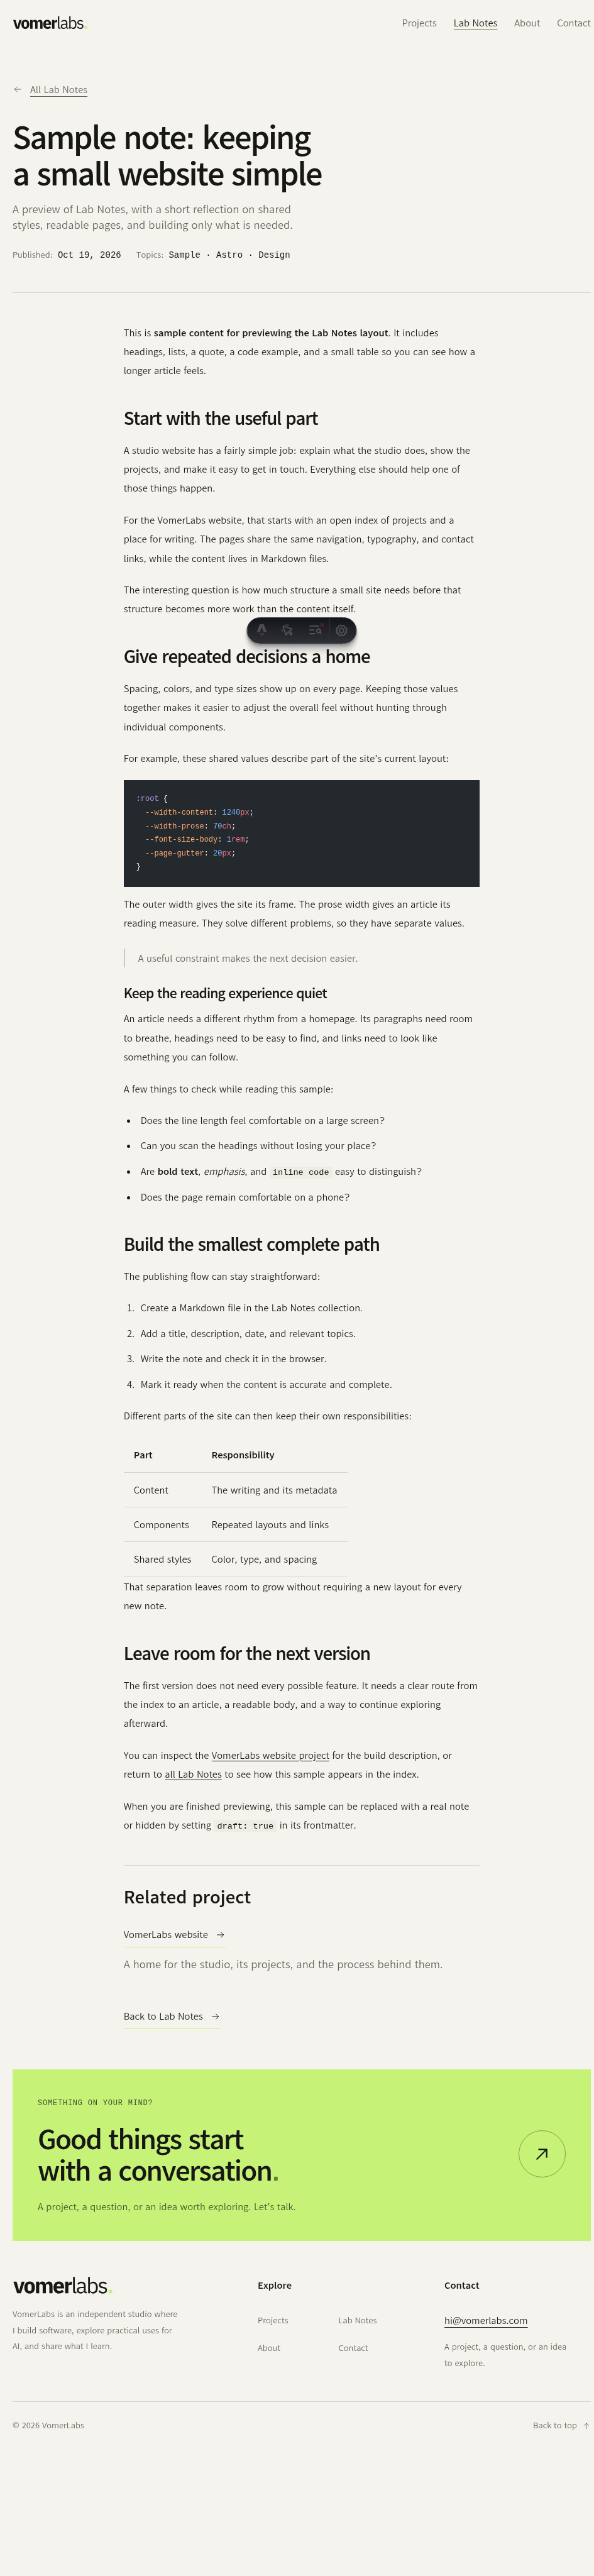 vomerlabs.
Projects Lab Notes About Contact
← All Lab Notes
Sample note: keeping
a small website simple
A preview of Lab Notes, with a short reflection on shared
styles, readable pages, and building only what is needed.
Published: Oct 19, 2026 Topics: Sample · Astro · Design
This is sample content for previewing the Lab Notes layout. It includes
headings, lists, a quote, a code example, and a small table so you can see how a
longer article feels.
Start with the useful part
A studio website has a fairly simple job: explain what the studio does, show the
projects, and make it easy to get in touch. Everything else should help one of
those things happen.
For the VomerLabs website, that starts with an open index of projects and a
place for writing. The pages share the same navigation, typography, and contact
links, while the content lives in Markdown files.
The interesting question is how much structure a small site needs before that
structure becomes more work than the content itself.
Give repeated decisions a home
Spacing, colors, and type sizes show up on every page. Keeping those values
together makes it easier to adjust the overall feel without hunting through
individual components.
For example, these shared values describe part of the site's current layout:
:root {
--width-content: 1240px;
--width-prose: 70ch;
--font-size-body: 1rem;
--page-gutter: 20px;
}
The outer width gives the site its frame. The prose width gives an article its
reading measure. They solve different problems, so they have separate values.
A useful constraint makes the next decision easier.
Keep the reading experience quiet
An article needs a different rhythm from a homepage. Its paragraphs need room
to breathe, headings need to be easy to find, and links need to look like
something you can follow.
A few things to check while reading this sample:
• Does the line length feel comfortable on a large screen?
• Can you scan the headings without losing your place?
• Are bold text, emphasis, and inline code easy to distinguish?
• Does the page remain comfortable on a phone?
Build the smallest complete path
The publishing flow can stay straightforward:
1. Create a Markdown file in the Lab Notes collection.
2. Add a title, description, date, and relevant topics.
3. Write the note and check it in the browser.
4. Mark it ready when the content is accurate and complete.
Different parts of the site can then keep their own responsibilities:
Part Responsibility
Content The writing and its metadata
Components Repeated layouts and links
Shared styles Color, type, and spacing
That separation leaves room to grow without requiring a new layout for every
new note.
Leave room for the next version
The first version does not need every possible feature. It needs a clear route from
the index to an article, a readable body, and a way to continue exploring
afterward.
You can inspect the VomerLabs website project for the build description, or
return to all Lab Notes to see how this sample appears in the index.
When you are finished previewing, this sample can be replaced with a real note
or hidden by setting draft: true in its frontmatter.
Related project
VomerLabs website →
A home for the studio, its projects, and the process behind them.
Back to Lab Notes →
SOMETHING ON YOUR MIND?
Good things start
with a conversation.
A project, a question, or an idea worth exploring. Let's talk.
vomerlabs.
VomerLabs is an independent studio where
I build software, explore practical uses for
AI, and share what I learn.
Explore
Projects Lab Notes
About Contact
Contact
hi@vomerlabs.com
A project, a question, or an idea
to explore.
© 2026 VomerLabs
Back to top ↑